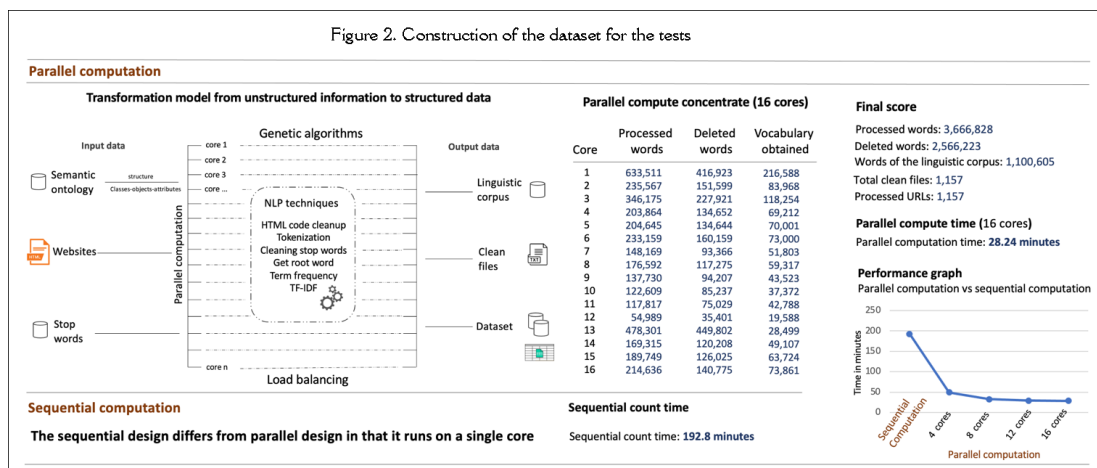 Figure 2. Construction of the dataset for the tests
Parallel computation
Transformation model from unstructured information to structured data
Input data
Genetic algorithms
Output data
Semantic
ontology
structure
Classes-objects-attributes
HTML
Websites
Stop
words
Parallel computation
core 1
core 2
core 3
core ...
NLP techniques
HTML code cleanup
Tokenization
Cleaning stop words
Get root word
Term frequency
TF-IDF
core n
Load balancing
Linguistic
corpus
Clean
files
TXT
Dataset
Parallel compute concentrate (16 cores)
Core Processed words Deleted words Vocabulary obtained
1 633,511 416,923 216,588
2 235,567 151,599 83,968
3 346,175 227,921 118,254
4 203,864 134,652 69,212
5 204,645 134,644 70,001
6 233,159 160,159 73,000
7 148,169 93,366 51,803
8 176,592 117,275 59,317
9 137,730 94,207 43,523
10 122,609 85,237 37,372
11 117,817 75,029 42,788
12 54,989 35,401 19,588
13 478,301 449,802 28,499
14 169,315 120,208 49,107
15 189,749 126,025 63,724
16 214,636 140,775 73,861
Final score
Processed words: 3,666,828
Deleted words: 2,566,223
Words of the linguistic corpus: 1,100,605
Total clean files: 1,157
Processed URLs: 1,157
Parallel compute time (16 cores)
Parallel computation time: 28.24 minutes
Performance graph
Parallel computation vs sequential computation
Time in minutes
250
200
150
100
50
0
Sequential
Computation
4 cores
8 cores
12 cores
16 cores
Parallel computation
Sequential computation
The sequential design differs from parallel design in that it runs on a single core
Sequential count time
Sequential count time: 192.8 minutes